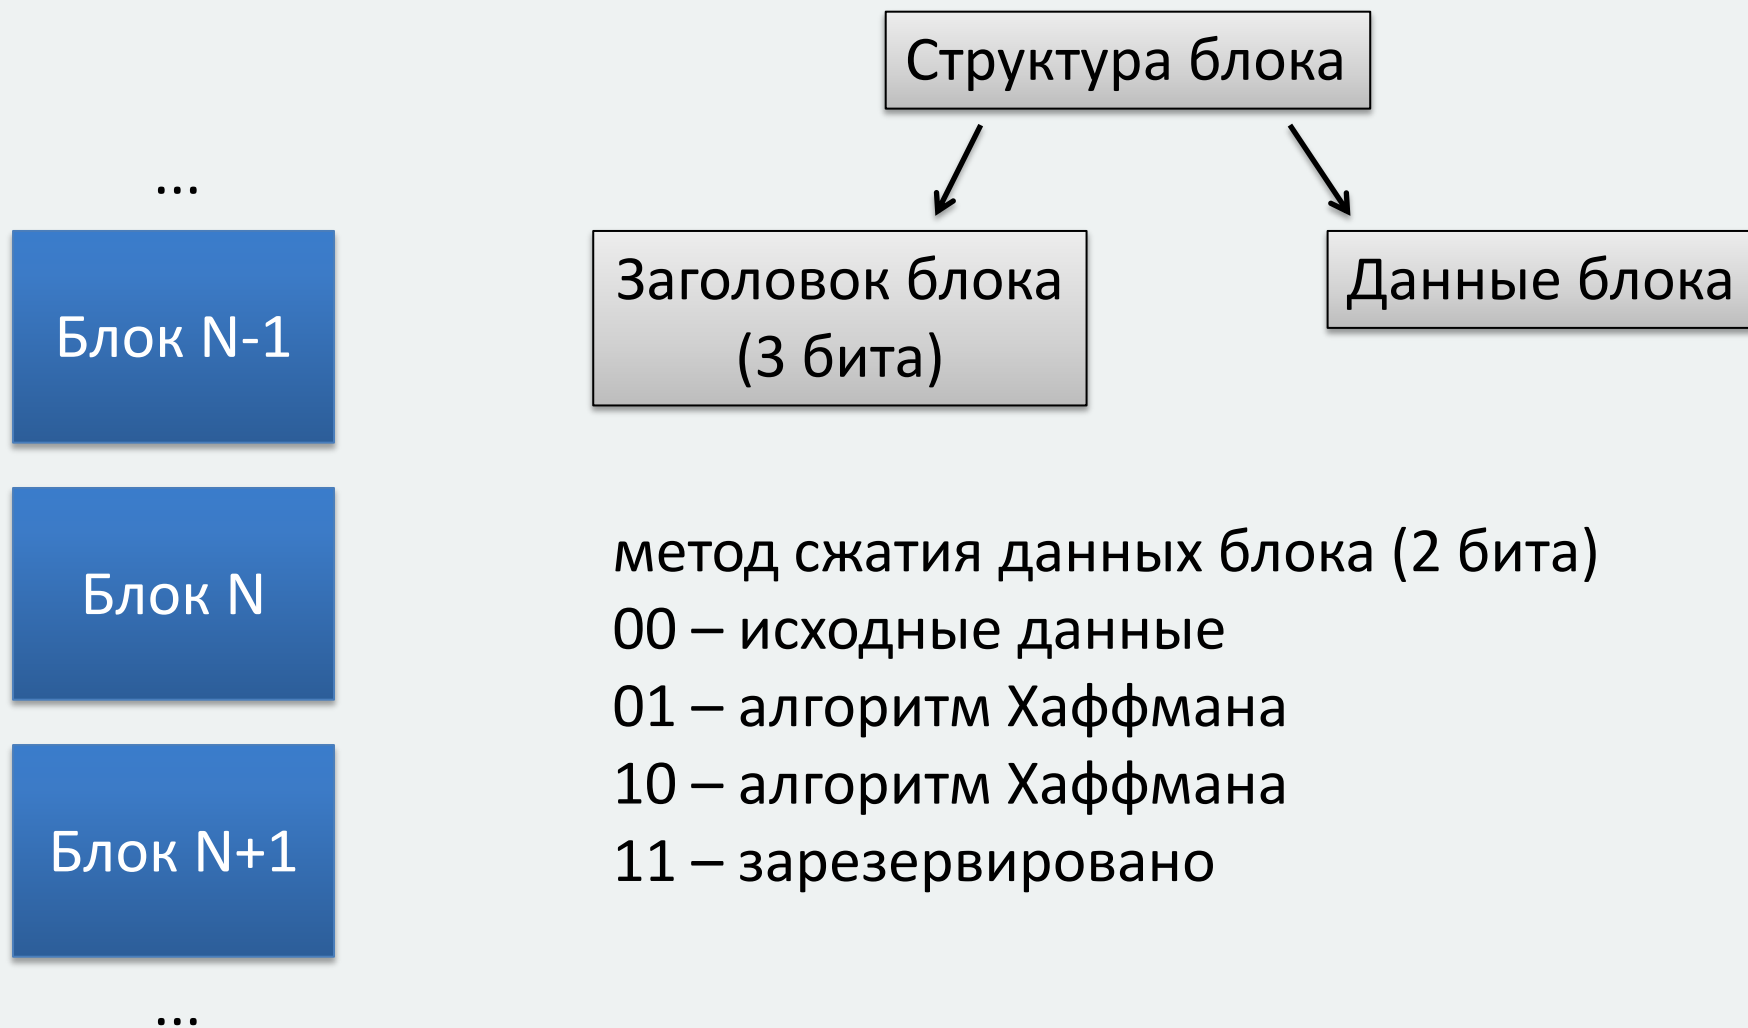 Структура блока
...
Блок N-1
Заголовок блока
(3 бита)
Данные блока
Блок N
Блок N+1
...
метод сжатия данных блока (2 бита)
00 – исходные данные
01 – алгоритм Хаффмана
10 – алгоритм Хаффмана
11 – зарезервировано